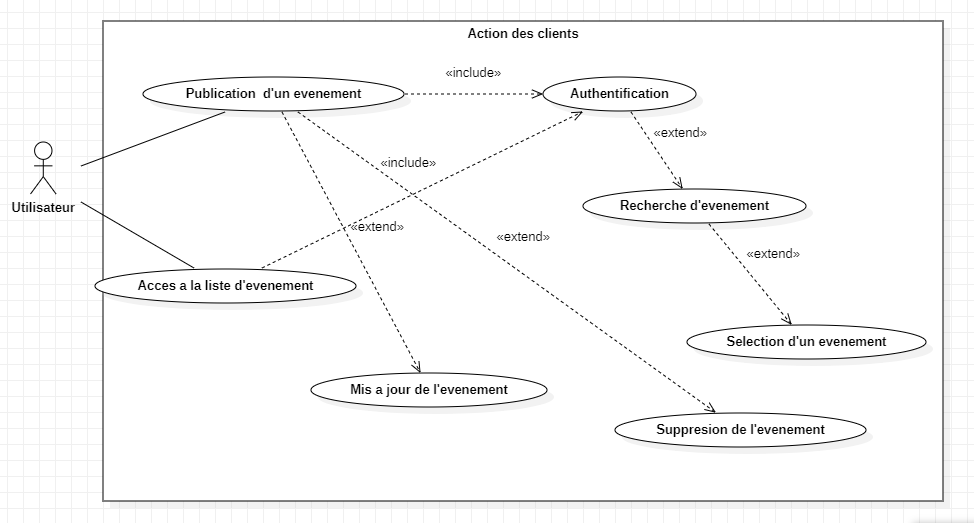 Action des clients
«include»
Publication d'un evenement
Authentification
«extend»
«include»
Utilisateur
Recherche d'evenement
«extend»
«extend»
«extend»
Acces a la liste d'evenement
Selection d'un evenement
Mis a jour de l'evenement
Suppresion de l'evenement